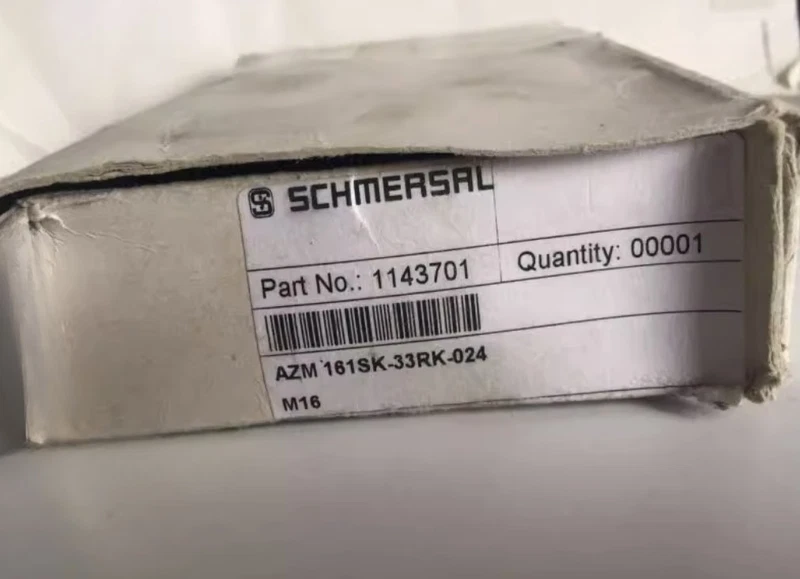 SCHMERSAL
Part No.: 1143701
Quantity: 00001
AZM 161SK-33RK-024
M16